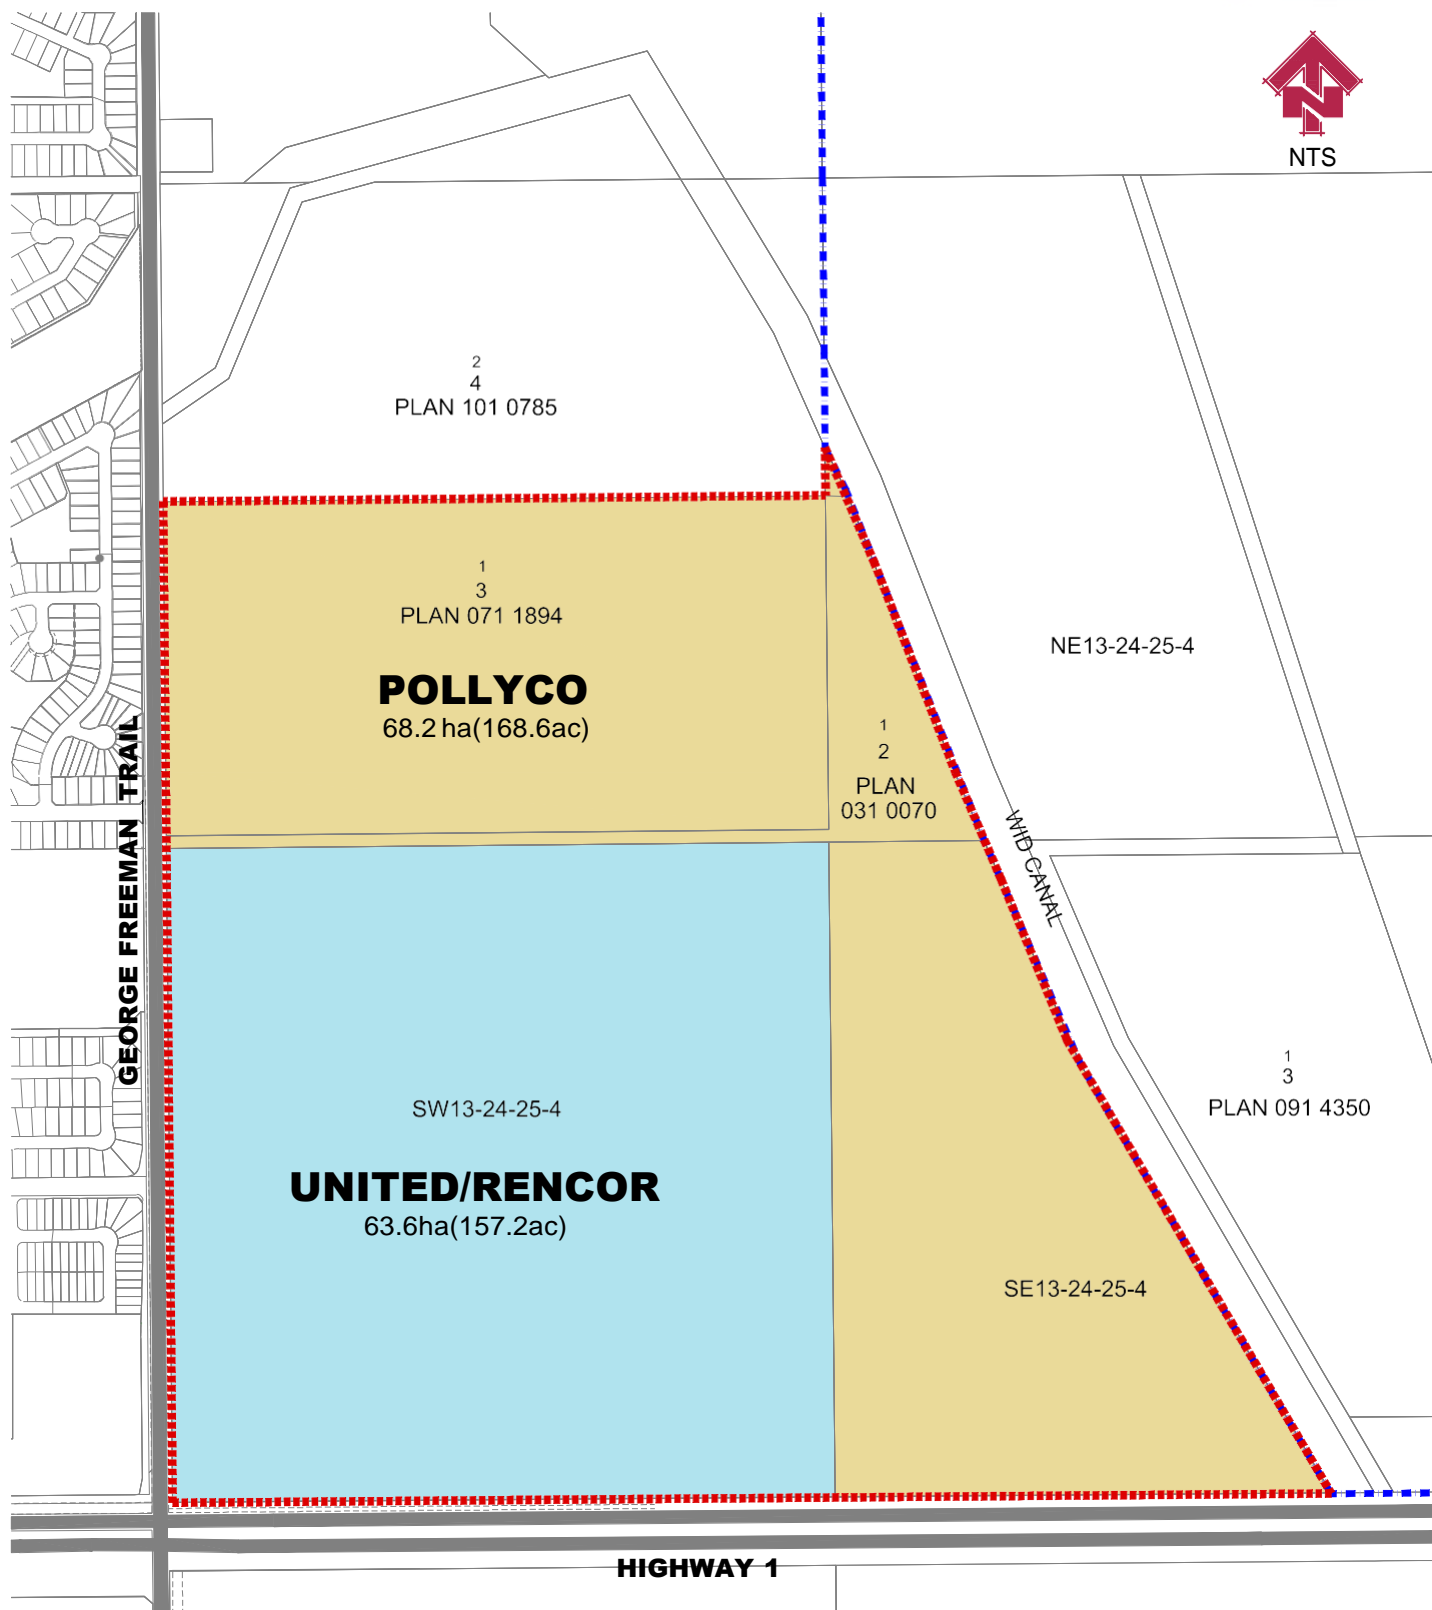 NTS
2
4
PLAN 101 0785
1
3
PLAN 071 1894
POLLYCO
68.2 ha(168.6ac)
NE13-24-25-4
1
2
PLAN
031 0070
WID CANAL
GEORGE FREEMAN TRAIL
1
3
PLAN 091 4350
SW13-24-25-4
UNITED/RENCOR
63.6ha(157.2ac)
SE13-24-25-4
HIGHWAY 1